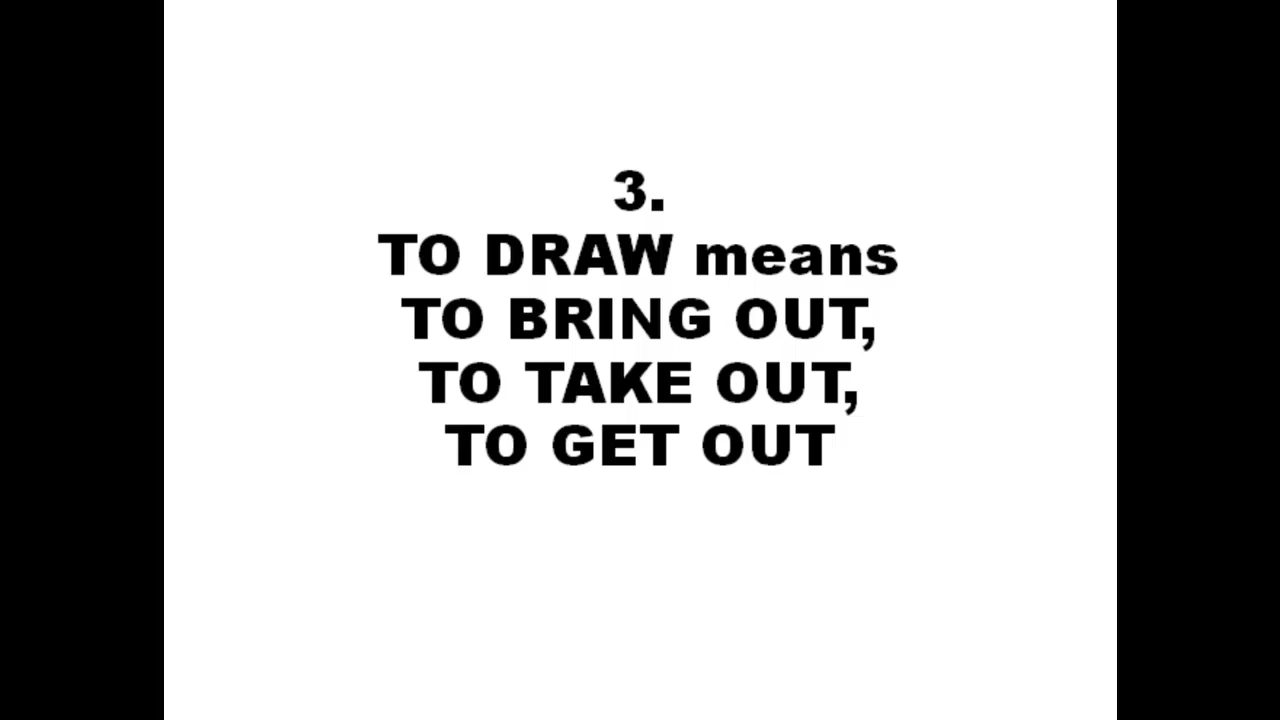 3.
TO DRAW means
TO BRING OUT,
TO TAKE OUT,
TO GET OUT